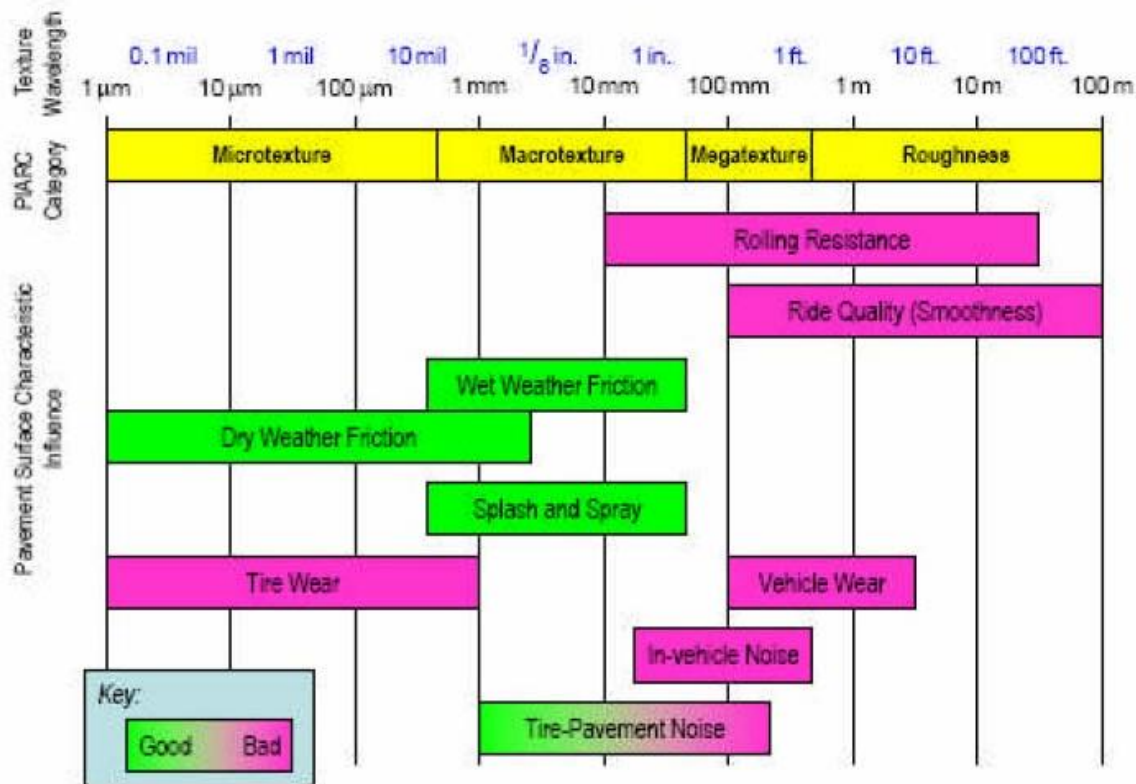 Texture
Wavelength
0.1 mil 1 mil 10 mil 1/8 in. 1 in. 1 ft. 10 ft. 100 ft.
1 µm 10 µm 100 µm 1 mm 10 mm 100 mm 1 m 10 m 100 m
PIARC
Category
Microtexture Macrotexture Megatexture Roughness
Pavement Surface Characteristic
Influence
Rolling Resistance
Ride Quality (Smoothness)
Wet Weather Friction
Dry Weather Friction
Splash and Spray
Tire Wear Vehicle Wear
In-vehicle Noise
Tire-Pavement Noise
Key:
Good Bad